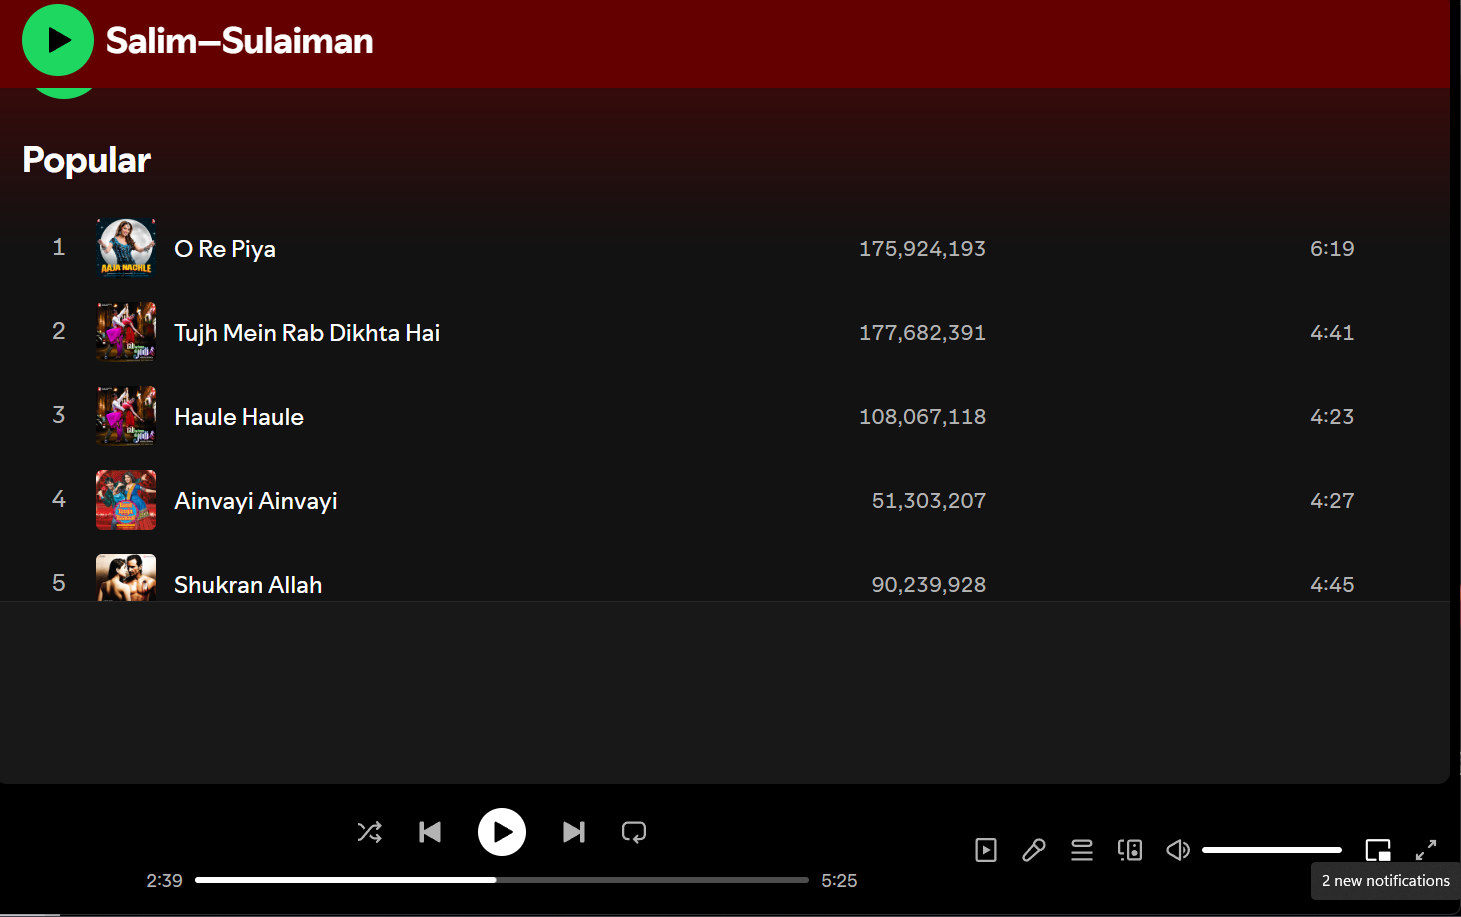 Salim–Sulaiman
Popular
1 AAJA NACHLE O Re Piya 175,924,193 6:19
2 Tujh Mein Rab Dikhta Hai 177,682,391 4:41
3 Haule Haule 108,067,118 4:23
4 Ainvayi Ainvayi 51,303,207 4:27
5 Shukran Allah 90,239,928 4:45
2:39 5:25
2 new notifications